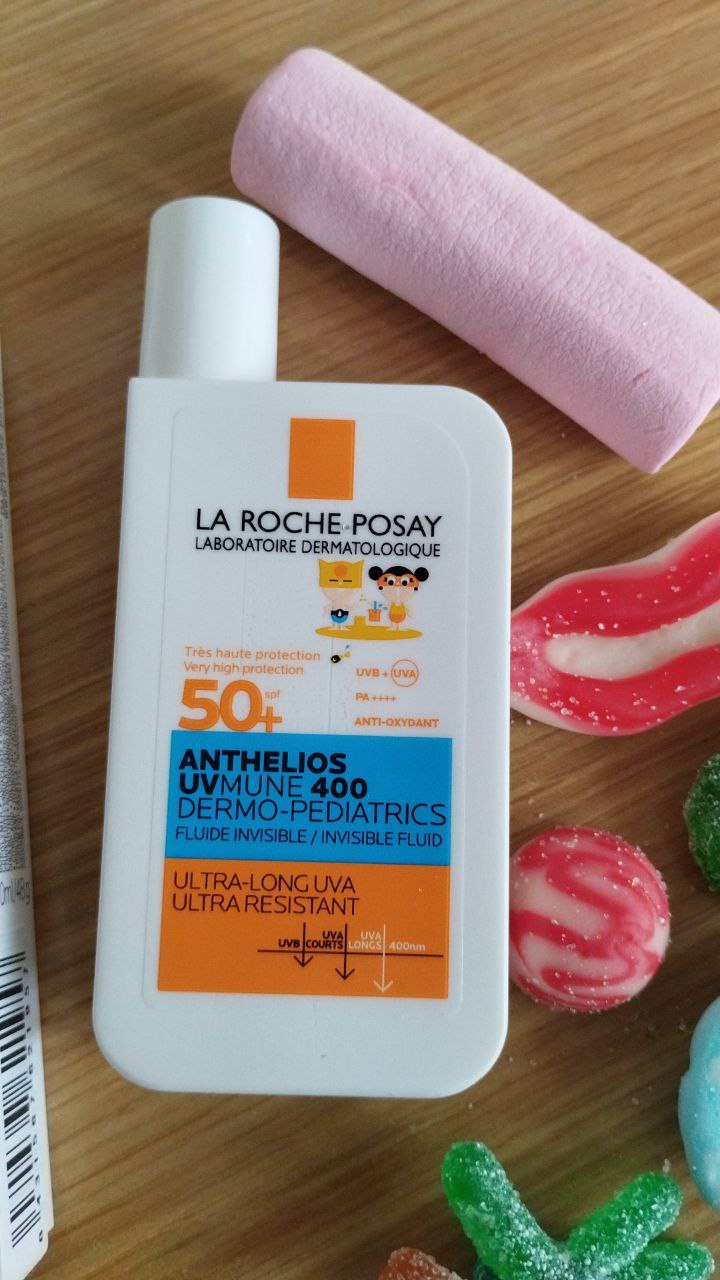 LA ROCHE-POSAY
LABORATOIRE DERMATOLOGIQUE
Très haute protection
Very high protection
50+ spf
UVB + UVA
PA ++++
ANTI-OXYDANT
ANTHELIOS
UVMUNE 400
DERMO-PEDIATRICS
FLUIDE INVISIBLE / INVISIBLE FLUID
ULTRA-LONG UVA
ULTRA RESISTANT
UVB
UVA COURTS
UVA LONGS
400nm